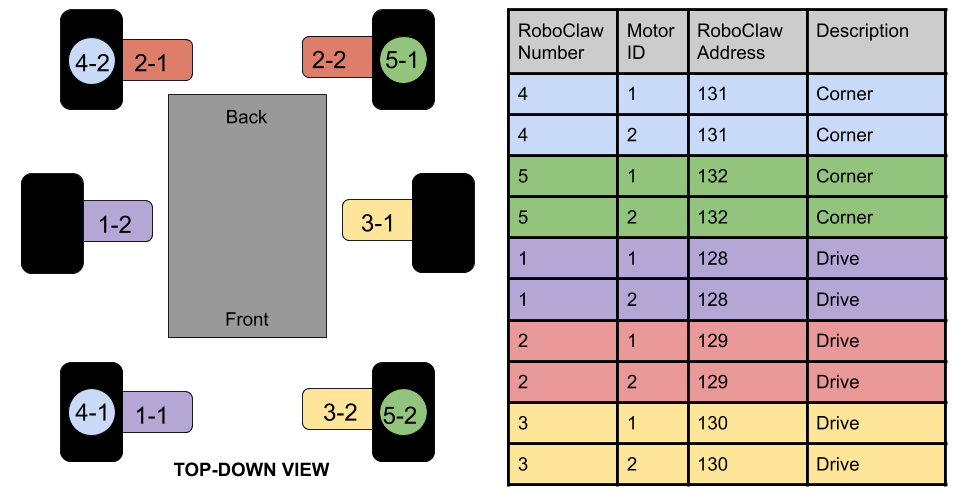 4-2 2-1 2-2 5-1
Back
1-2 3-1
Front
4-1 1-1 3-2 5-2
TOP-DOWN VIEW
RoboClaw Number Motor ID RoboClaw Address Description
4 1 131 Corner
4 2 131 Corner
5 1 132 Corner
5 2 132 Corner
1 1 128 Drive
1 2 128 Drive
2 1 129 Drive
2 2 129 Drive
3 1 130 Drive
3 2 130 Drive